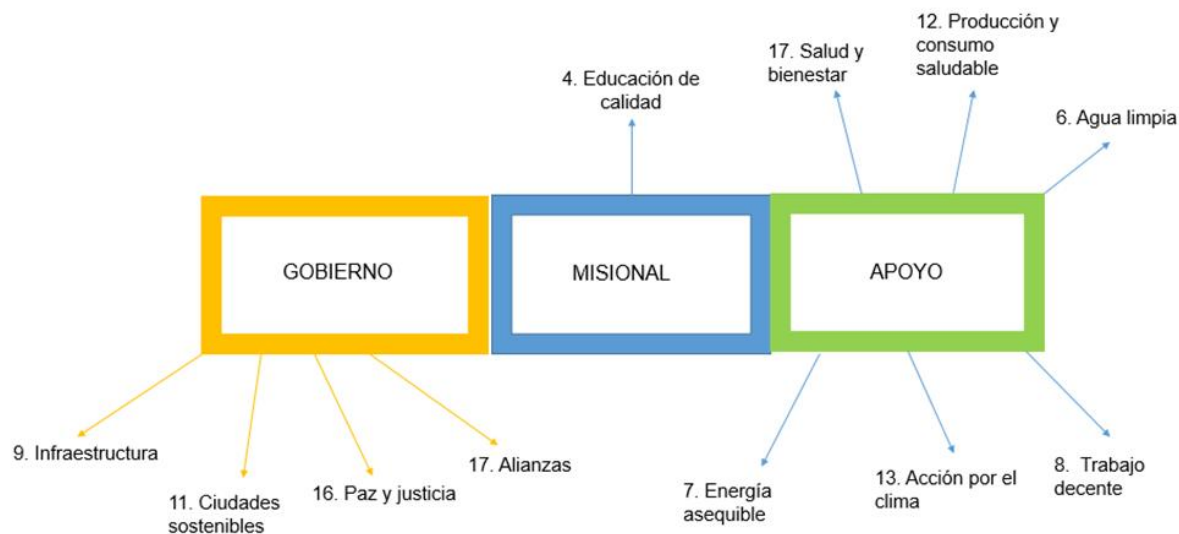 12. Producción y
consumo
saludable
17. Salud y
bienestar
4. Educación de
calidad
6. Agua limpia
GOBIERNO
MISIONAL
APOYO
9. Infraestructura
11. Ciudades
sostenibles
16. Paz y justicia
17. Alianzas
7. Energía
asequible
13. Acción por el
clima
8. Trabajo
decente